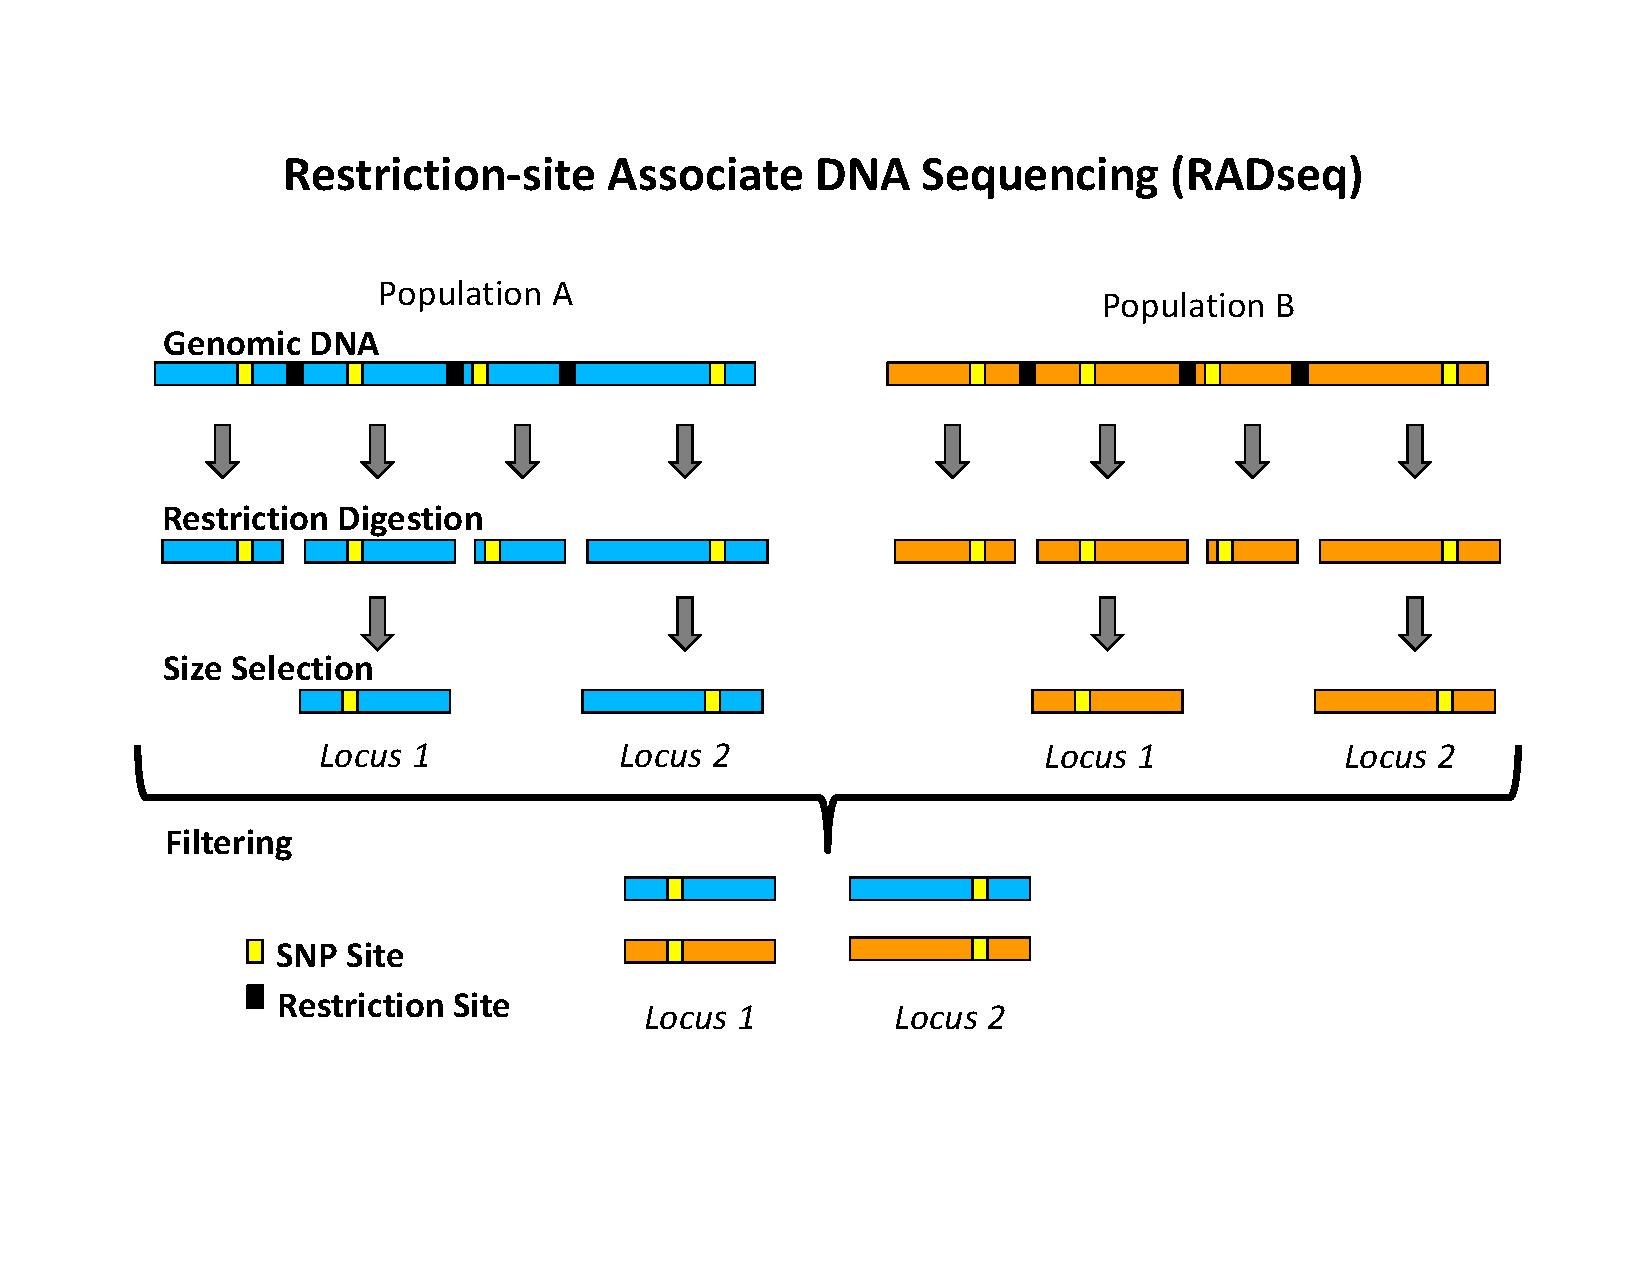 Restriction-site Associate DNA Sequencing (RADseq)
Population A
Population B
Genomic DNA
Restriction Digestion
Size Selection
Locus 1
Locus 2
Locus 1
Locus 2
Filtering
SNP Site
Restriction Site
Locus 1
Locus 2